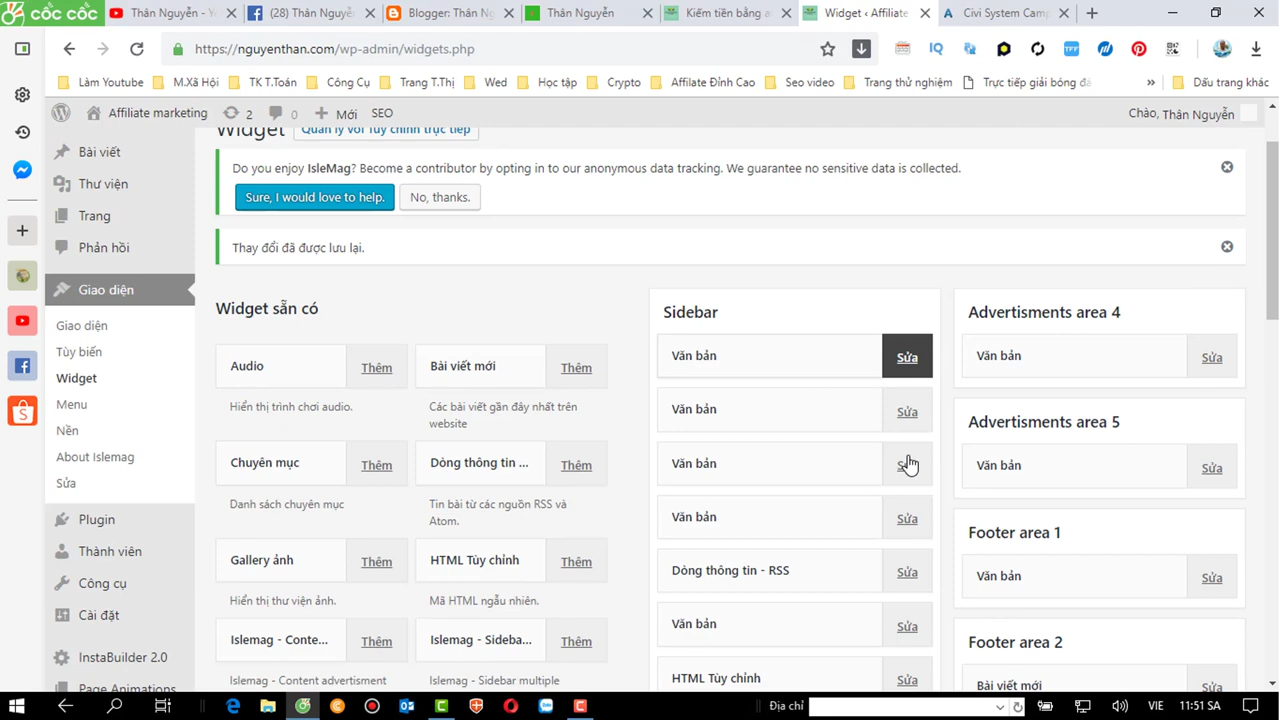 cốc cốc
Thân Nguyễn - Y
(28) Thân Nguyễ
Blogger: Thân Ng
Thân Nguyễn
Kiếm tiền bằng a
Widget ‹ Affiliate
Civi System Cam
https://nguyenthan.com/wp-admin/widgets.php
Làm Youtube
M.Xã Hội
TK T.Toán
Công Cụ
Trang T.Thị
Wed
Học tập
Crypto
Affilate Đỉnh Cao
Seo video
Trang thử nghiệm
Trực tiếp giải bóng đá
Dấu trang khác
Affiliate marketing
2
0
Mới
SEO
Chào, Thân Nguyễn
Bài viết
Thư viện
Trang
Phản hồi
Giao diện
Giao diện
Tùy biến
Widget
Menu
Nền
About Islemag
Sửa
Plugin
Thành viên
Công cụ
Cài đặt
InstaBuilder 2.0
Page Animations
Widget
Quản lý với Tùy chỉnh trực tiếp
Do you enjoy IsleMag? Become a contributor by opting in to our anonymous data tracking. We guarantee no sensitive data is collected.
Sure, I would love to help.
No, thanks.
Thay đổi đã được lưu lại.
Widget sẵn có
Audio Thêm
Hiển thị trình chơi audio.
Bài viết mới Thêm
Các bài viết gần đây nhất trên
website
Chuyên mục Thêm
Danh sách chuyên mục
Dòng thông tin ... Thêm
Tin bài từ các nguồn RSS và
Atom.
Gallery ảnh Thêm
Hiển thị thư viện ảnh.
HTML Tùy chỉnh Thêm
Mã HTML ngẫu nhiên.
Islemag - Conte... Thêm
Islemag - Content advertisment
Islemag - Sideba... Thêm
Islemag - Sidebar multiple
Sidebar
Văn bản Sửa
Văn bản Sửa
Văn bản
Văn bản Sửa
Dòng thông tin - RSS Sửa
Văn bản Sửa
HTML Tùy chỉnh Sửa
Advertisments area 4
Văn bản Sửa
Advertisments area 5
Văn bản Sửa
Footer area 1
Văn bản Sửa
Footer area 2
Bài viết mới Sửa
Địa chỉ
VIE
11:51 SA